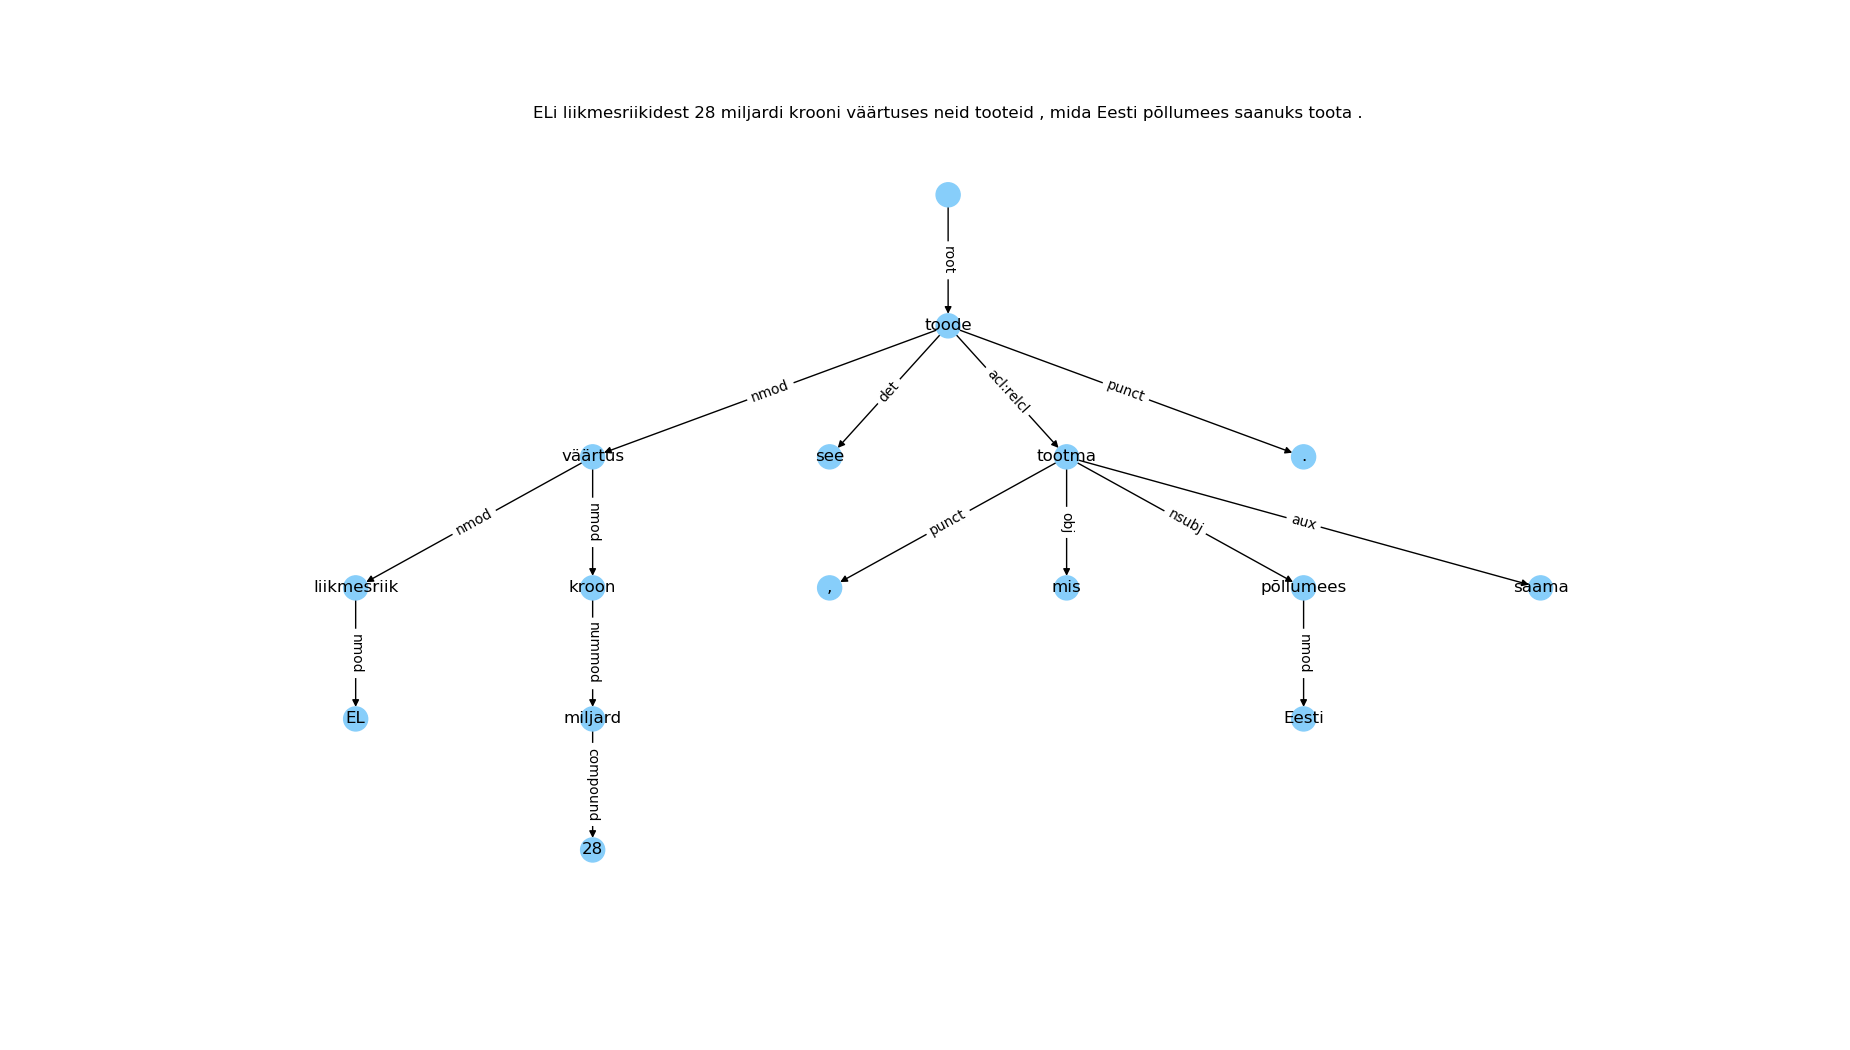 ELi liikmesriikidest 28 miljardi krooni väärtuses neid tooteid , mida Eesti põllumees saanuks toota .
root
toode
nmod det acl:relcl punct
väärtus see tootma .
nmod nmod punct obj nsubj aux
liikmesriik kroon , mis põllumees saama
nmod nummod nmod
EL miljard Eesti
compound
28